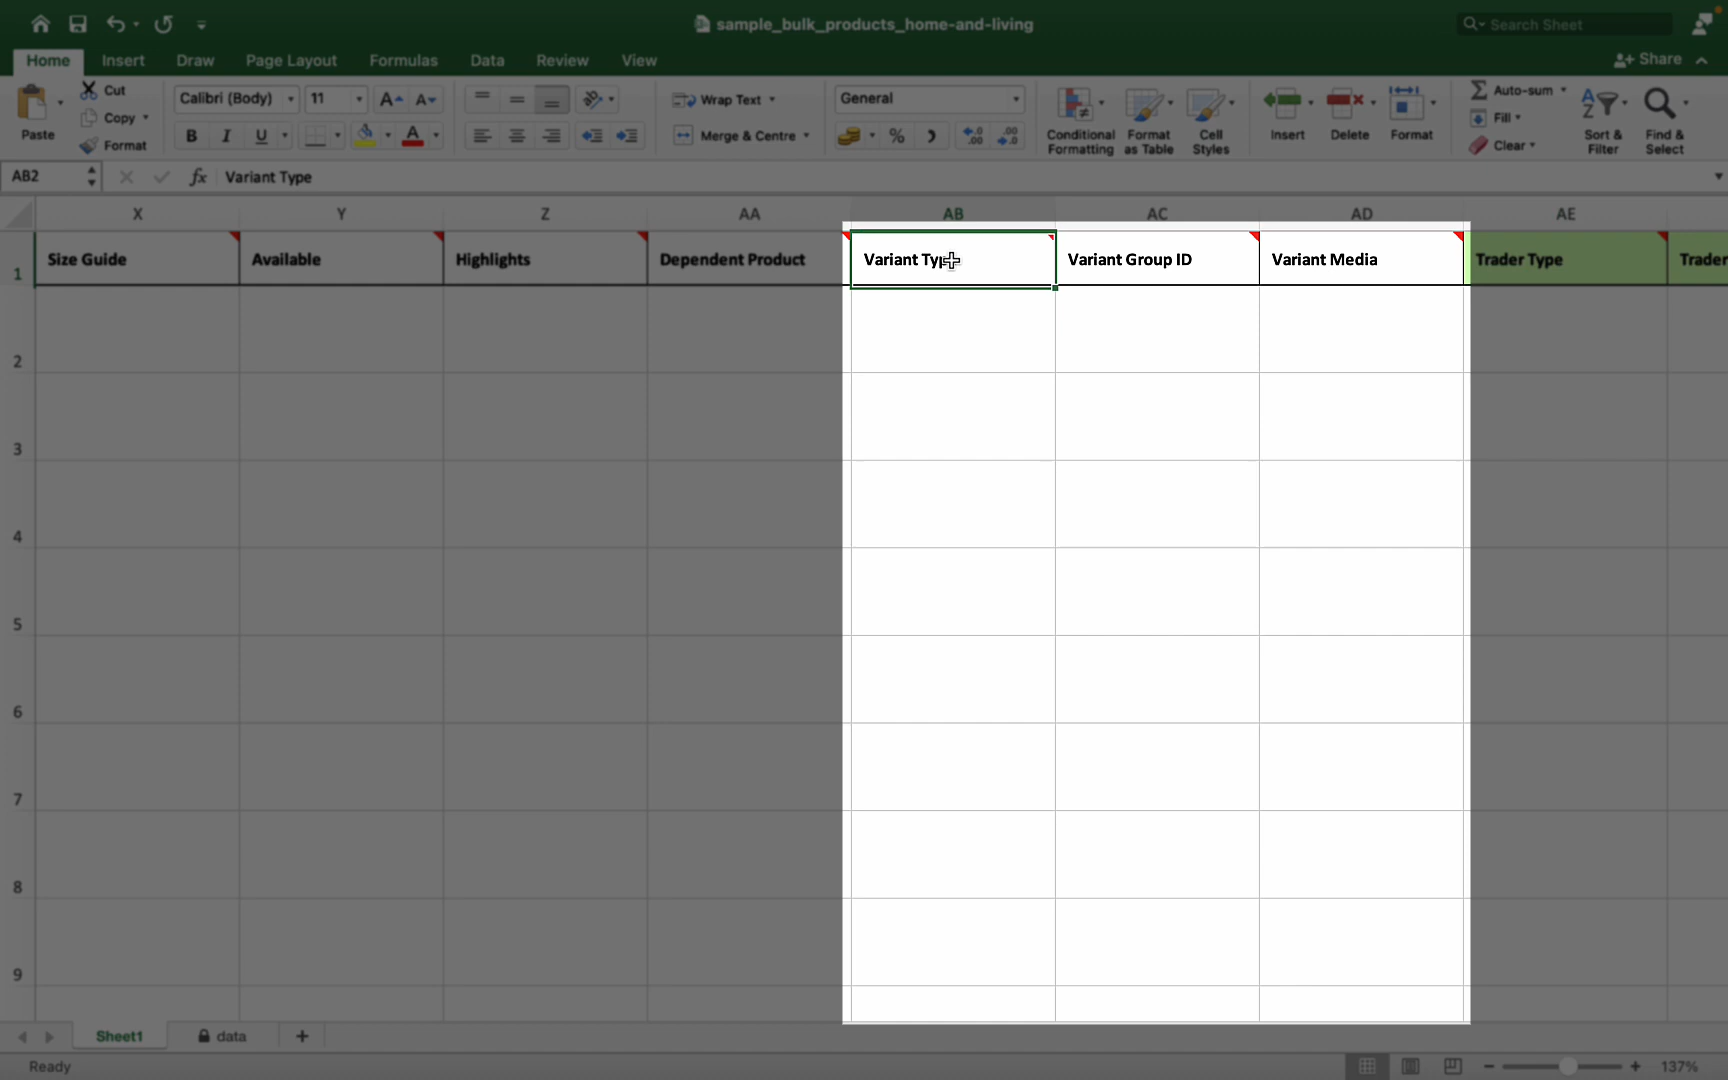 sample_bulk_products_home-and-living
Search Sheet
Home Insert Draw Page Layout Formulas Data Review View
Share
Paste
Cut
Copy
Format
Calibri (Body) 11
B I U
Wrap Text
Merge & Centre
General
Conditional Formatting
Format as Table
Cell Styles
Insert
Delete
Format
Auto-sum
Fill
Clear
Sort & Filter
Find & Select
AB2 fx Variant Type
X Y Z AA AB AC AD AE
1 Size Guide Available Highlights Dependent Product Variant Type Variant Group ID Variant Media Trader Type Trader
2
3
4
5
6
7
8
9
Sheet1 data +
Ready
137%